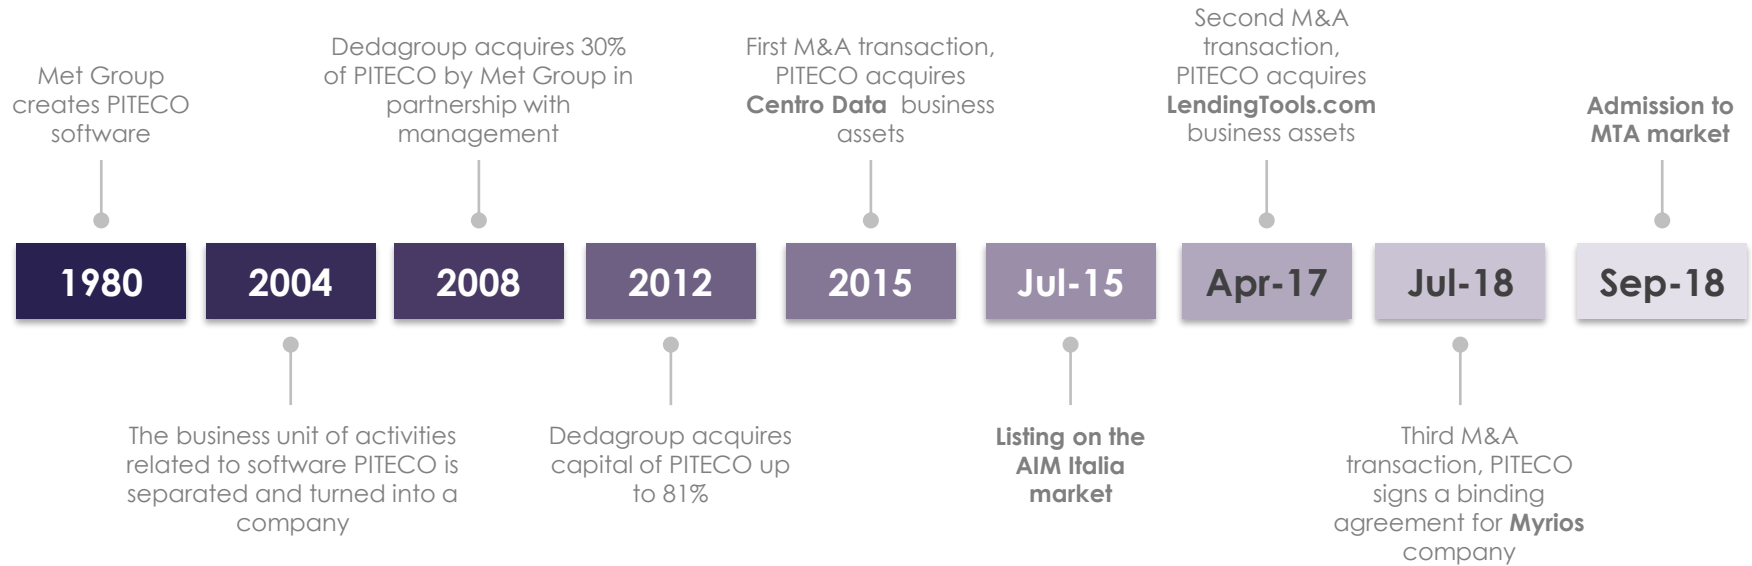 Met Group
creates PITECO
software
Dedagroup acquires 30%
of PITECO by Met Group in
partnership with
management
First M&A transaction,
PITECO acquires
Centro Data business
assets
Second M&A
transaction,
PITECO acquires
LendingTools.com
business assets
Admission to
MTA market
1980
2004
2008
2012
2015
Jul-15
Apr-17
Jul-18
Sep-18
The business unit of activities
related to software PITECO is
separated and turned into a
company
Dedagroup acquires
capital of PITECO up
to 81%
Listing on the
AIM Italia
market
Third M&A
transaction, PITECO
signs a binding
agreement for Myrios
company